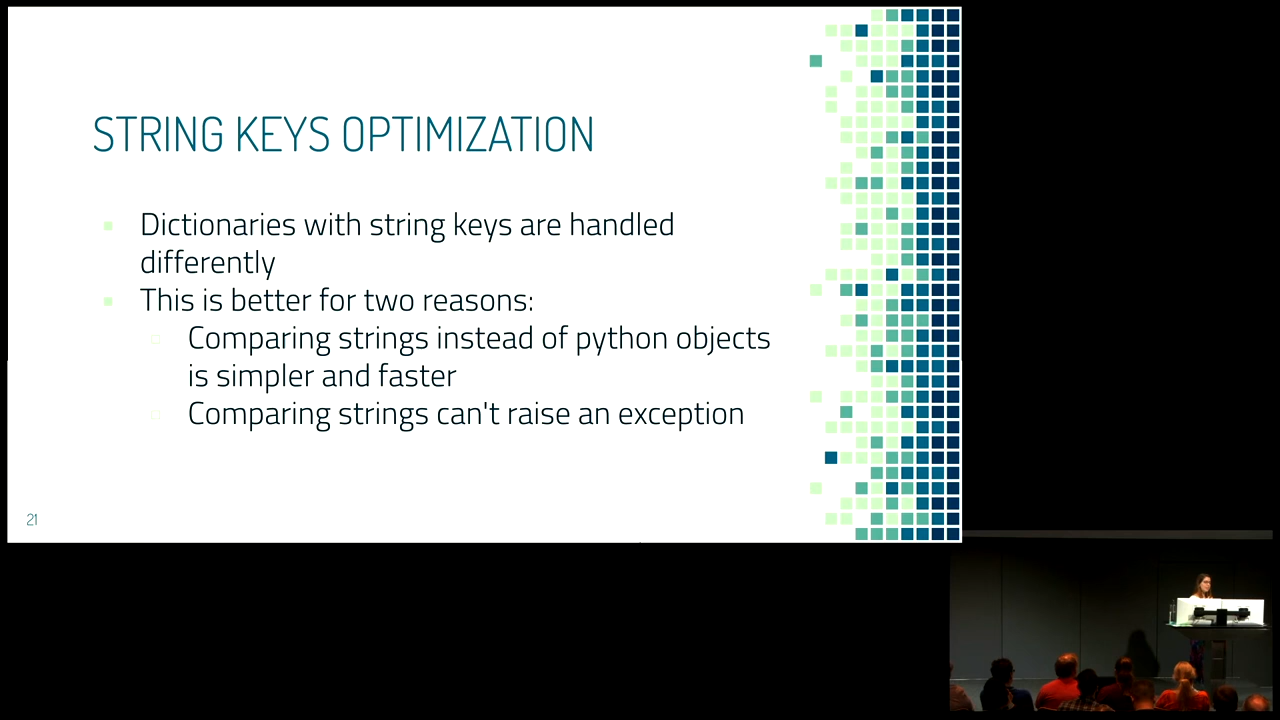 STRING KEYS OPTIMIZATION
Dictionaries with string keys are handled
differently
This is better for two reasons:
Comparing strings instead of python objects
is simpler and faster
Comparing strings can't raise an exception
21